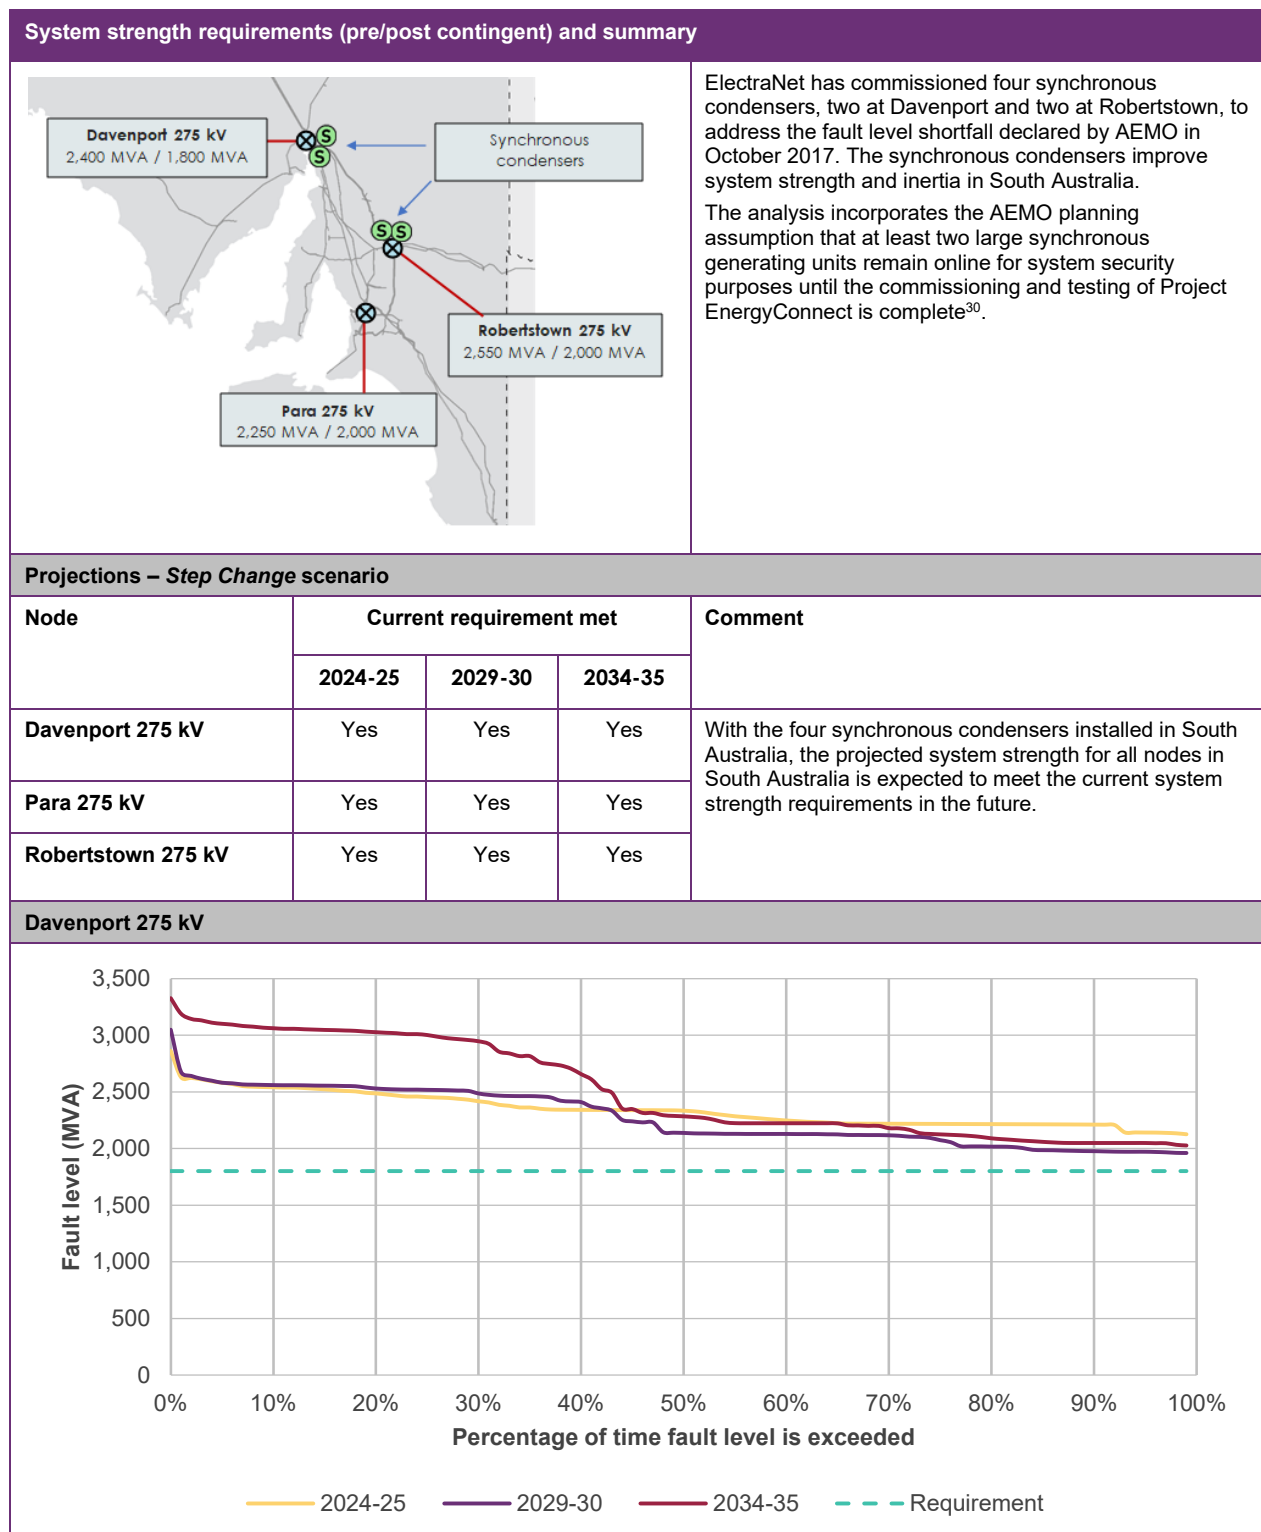 System strength requirements (pre/post contingent) and summary
Davenport 275 kV
2,400 MVA / 1,800 MVA
S
S
Synchronous
condensers
S
S
Robertstown 275 kV
2,550 MVA / 2,000 MVA
Para 275 kV
2,250 MVA / 2,000 MVA
ElectraNet has commissioned four synchronous
condensers, two at Davenport and two at Robertstown, to
address the fault level shortfall declared by AEMO in
October 2017. The synchronous condensers improve
system strength and inertia in South Australia.
The analysis incorporates the AEMO planning
assumption that at least two large synchronous
generating units remain online for system security
purposes until the commissioning and testing of Project
EnergyConnect is complete³⁰.
Projections – Step Change scenario
Node
Current requirement met
Comment
2024-25 2029-30 2034-35
Davenport 275 kV Yes Yes Yes
Para 275 kV Yes Yes Yes
Robertstown 275 kV Yes Yes Yes
With the four synchronous condensers installed in South
Australia, the projected system strength for all nodes in
South Australia is expected to meet the current system
strength requirements in the future.
Davenport 275 kV
Fault level (MVA)
3,500
3,000
2,500
2,000
1,500
1,000
500
0
0% 10% 20% 30% 40% 50% 60% 70% 80% 90% 100%
Percentage of time fault level is exceeded
2024-25 2029-30 2034-35 Requirement